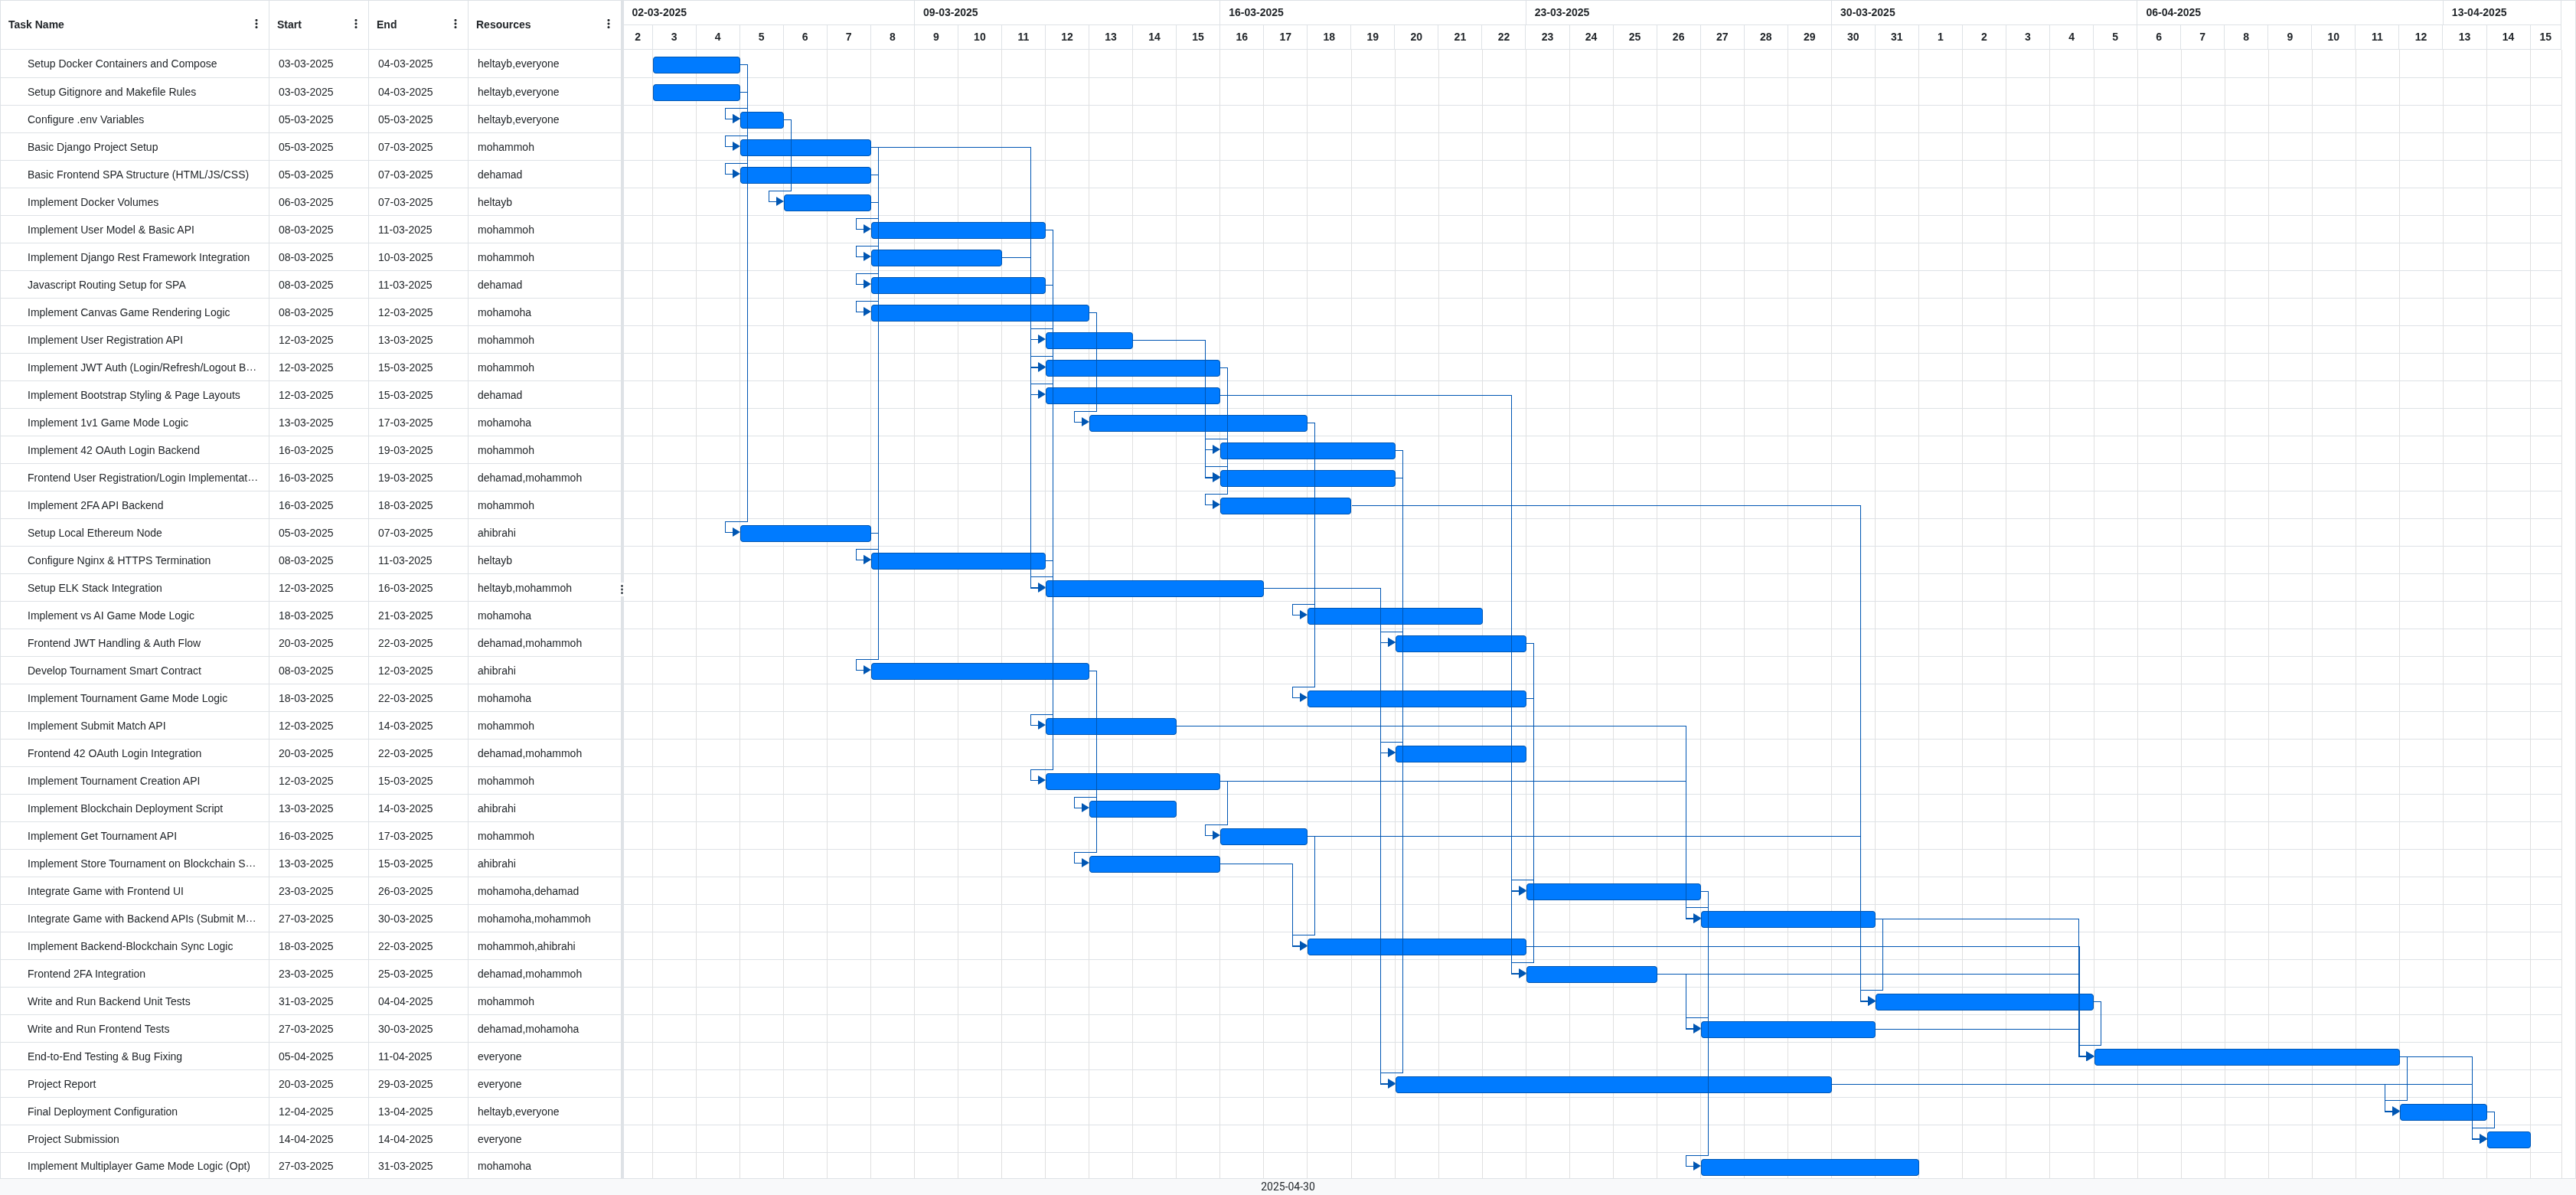 Task Name Start End Resources
02-03-2025 09-03-2025 16-03-2025 23-03-2025 30-03-2025 06-04-2025 13-04-2025
2 3 4 5 6 7 8 9 10 11 12 13 14 15 16 17 18 19 20 21 22 23 24 25 26 27 28 29 30 31 1 2 3 4 5 6 7 8 9 10 11 12 13 14 15
Setup Docker Containers and Compose 03-03-2025 04-03-2025 heltayb,everyone
Setup Gitignore and Makefile Rules 03-03-2025 04-03-2025 heltayb,everyone
Configure .env Variables 05-03-2025 05-03-2025 heltayb,everyone
Basic Django Project Setup 05-03-2025 07-03-2025 mohammoh
Basic Frontend SPA Structure (HTML/JS/CSS) 05-03-2025 07-03-2025 dehamad
Implement Docker Volumes 06-03-2025 07-03-2025 heltayb
Implement User Model & Basic API 08-03-2025 11-03-2025 mohammoh
Implement Django Rest Framework Integration 08-03-2025 10-03-2025 mohammoh
Javascript Routing Setup for SPA 08-03-2025 11-03-2025 dehamad
Implement Canvas Game Rendering Logic 08-03-2025 12-03-2025 mohamoha
Implement User Registration API 12-03-2025 13-03-2025 mohammoh
Implement JWT Auth (Login/Refresh/Logout B… 12-03-2025 15-03-2025 mohammoh
Implement Bootstrap Styling & Page Layouts 12-03-2025 15-03-2025 dehamad
Implement 1v1 Game Mode Logic 13-03-2025 17-03-2025 mohamoha
Implement 42 OAuth Login Backend 16-03-2025 19-03-2025 mohammoh
Frontend User Registration/Login Implementat… 16-03-2025 19-03-2025 dehamad,mohammoh
Implement 2FA API Backend 16-03-2025 18-03-2025 mohammoh
Setup Local Ethereum Node 05-03-2025 07-03-2025 ahibrahi
Configure Nginx & HTTPS Termination 08-03-2025 11-03-2025 heltayb
Setup ELK Stack Integration 12-03-2025 16-03-2025 heltayb,mohammoh
Implement vs AI Game Mode Logic 18-03-2025 21-03-2025 mohamoha
Frontend JWT Handling & Auth Flow 20-03-2025 22-03-2025 dehamad,mohammoh
Develop Tournament Smart Contract 08-03-2025 12-03-2025 ahibrahi
Implement Tournament Game Mode Logic 18-03-2025 22-03-2025 mohamoha
Implement Submit Match API 12-03-2025 14-03-2025 mohammoh
Frontend 42 OAuth Login Integration 20-03-2025 22-03-2025 dehamad,mohammoh
Implement Tournament Creation API 12-03-2025 15-03-2025 mohammoh
Implement Blockchain Deployment Script 13-03-2025 14-03-2025 ahibrahi
Implement Get Tournament API 16-03-2025 17-03-2025 mohammoh
Implement Store Tournament on Blockchain S… 13-03-2025 15-03-2025 ahibrahi
Integrate Game with Frontend UI 23-03-2025 26-03-2025 mohamoha,dehamad
Integrate Game with Backend APIs (Submit M… 27-03-2025 30-03-2025 mohamoha,mohammoh
Implement Backend-Blockchain Sync Logic 18-03-2025 22-03-2025 mohammoh,ahibrahi
Frontend 2FA Integration 23-03-2025 25-03-2025 dehamad,mohammoh
Write and Run Backend Unit Tests 31-03-2025 04-04-2025 mohammoh
Write and Run Frontend Tests 27-03-2025 30-03-2025 dehamad,mohamoha
End-to-End Testing & Bug Fixing 05-04-2025 11-04-2025 everyone
Project Report 20-03-2025 29-03-2025 everyone
Final Deployment Configuration 12-04-2025 13-04-2025 heltayb,everyone
Project Submission 14-04-2025 14-04-2025 everyone
Implement Multiplayer Game Mode Logic (Opt) 27-03-2025 31-03-2025 mohamoha
2025-04-30